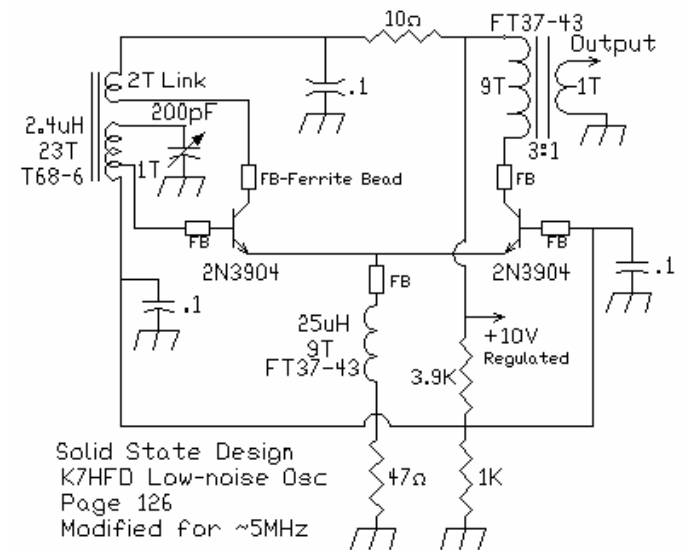 10Ω
FT37-43
Output
2T Link
.1
9T
1T
200pF
2.4uH
23T
T68-6
1T
3:1
FB-Ferrite Bead
FB
FB
FB
2N3904
2N3904
FB
.1
.1
25uH
9T
FT37-43
+10V
Regulated
3.9K
47Ω
1K
Solid State Design
K7HFD Low-noise Osc
Page 126
Modified for ~5MHz